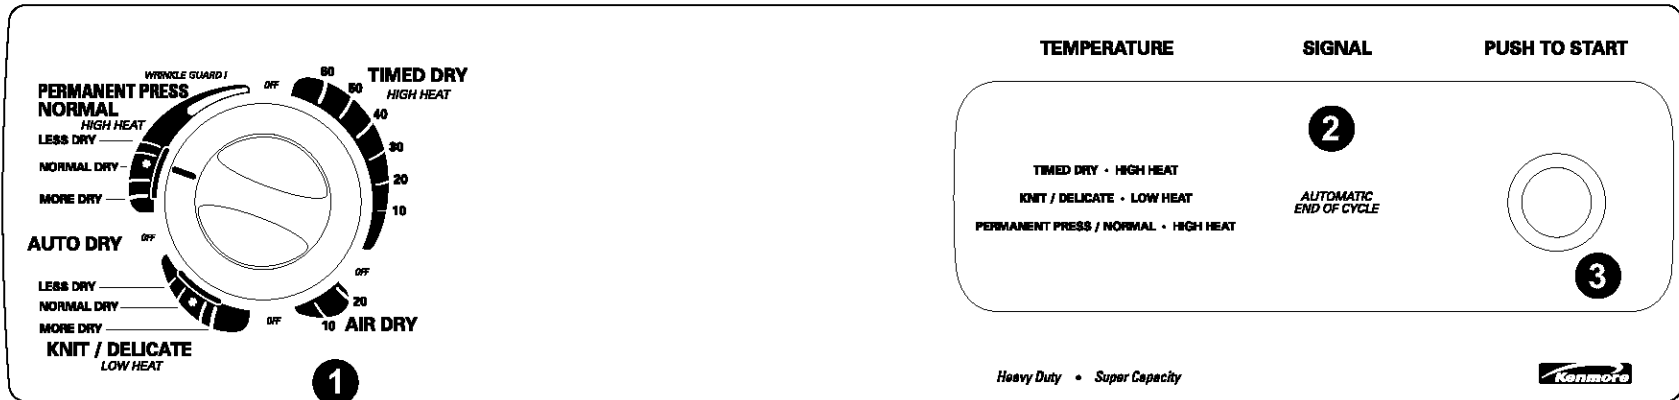 WRINKLE GUARD I
PERMANENT PRESS
NORMAL
HIGH HEAT
LESS DRY
NORMAL DRY
MORE DRY
AUTO DRY
OFF
LESS DRY
NORMAL DRY
MORE DRY
KNIT / DELICATE
LOW HEAT
OFF
60
TIMED DRY
HIGH HEAT
50
40
30
20
10
OFF
20
10 AIR DRY
OFF
1
TEMPERATURE
TIMED DRY • HIGH HEAT
KNIT / DELICATE • LOW HEAT
PERMANENT PRESS / NORMAL • HIGH HEAT
SIGNAL
2
AUTOMATIC
END OF CYCLE
PUSH TO START
3
Heavy Duty • Super Capacity
Kenmore